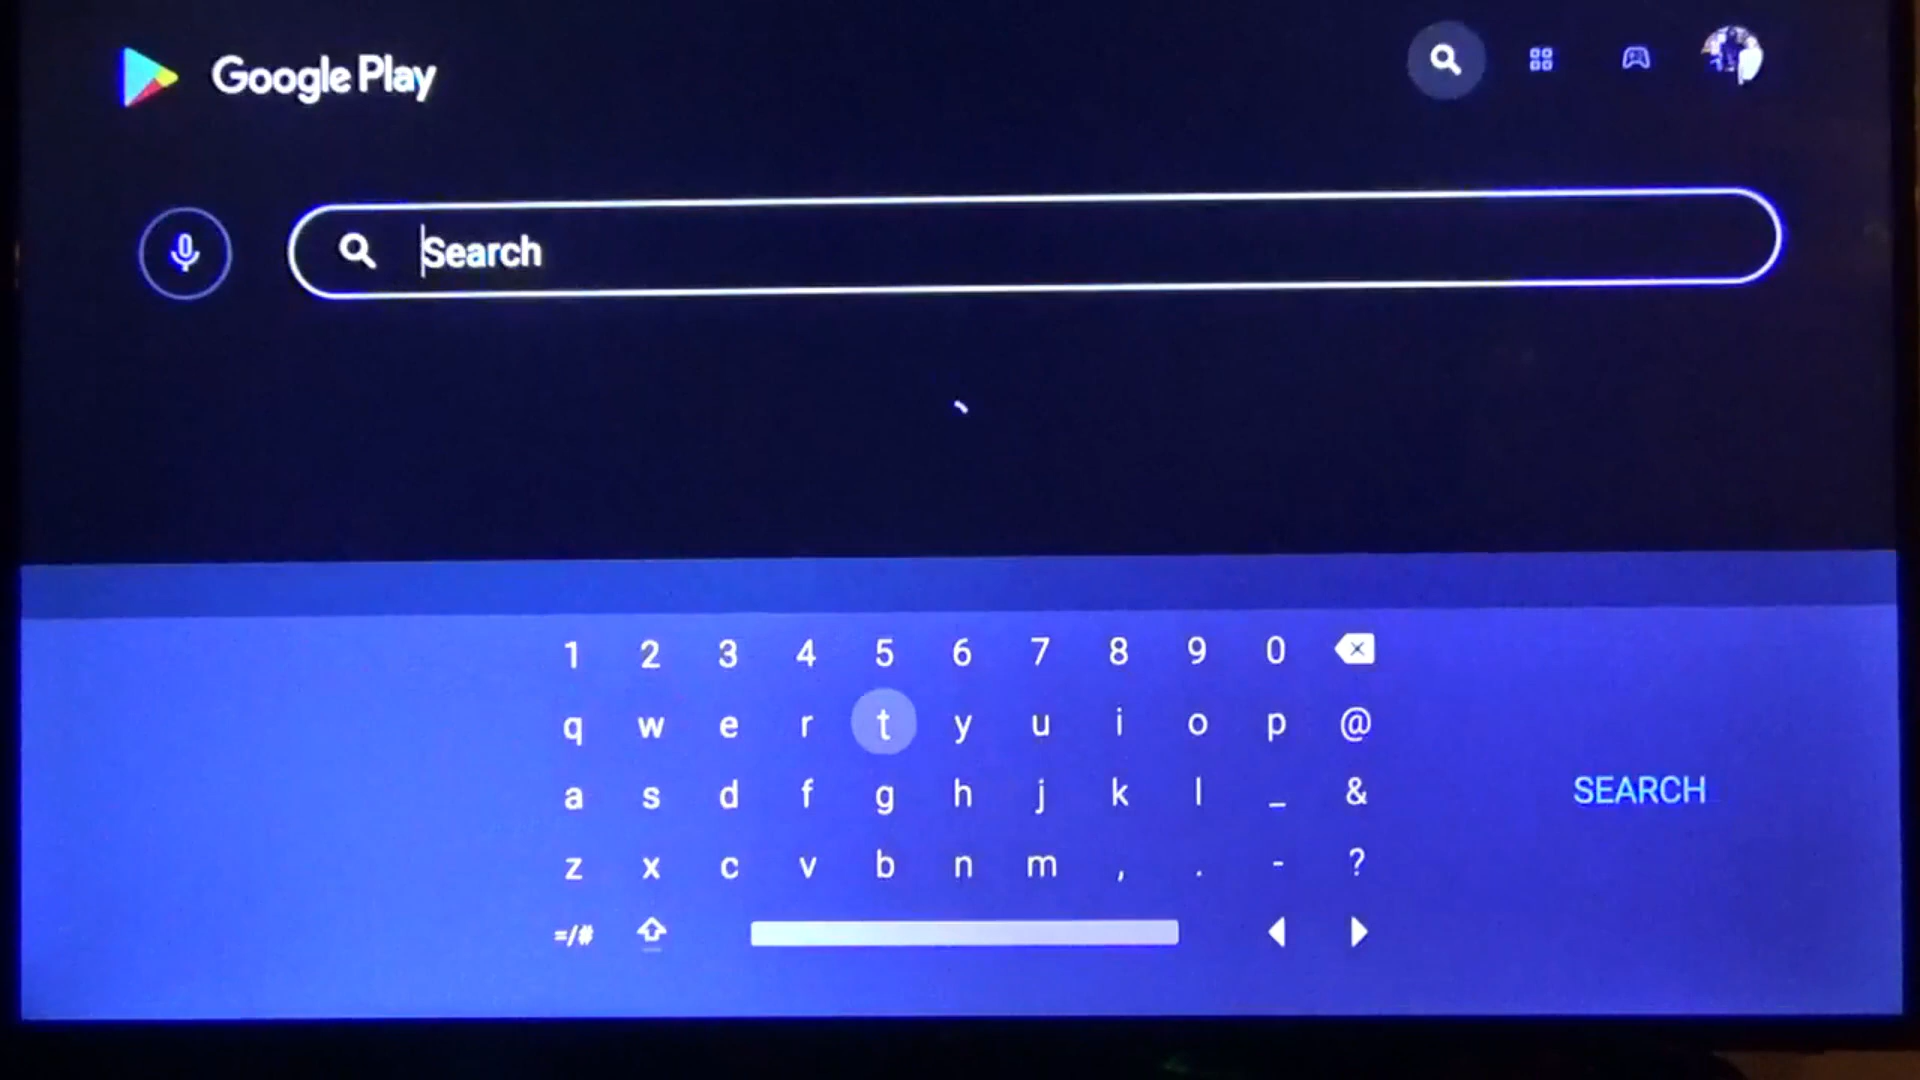 Google Play
Search
1 2 3 4 5 6 7 8 9 0
q w e r t y u i o p @
a s d f g h j k l _ &
SEARCH
z x c v b n m , . - ?
=/#